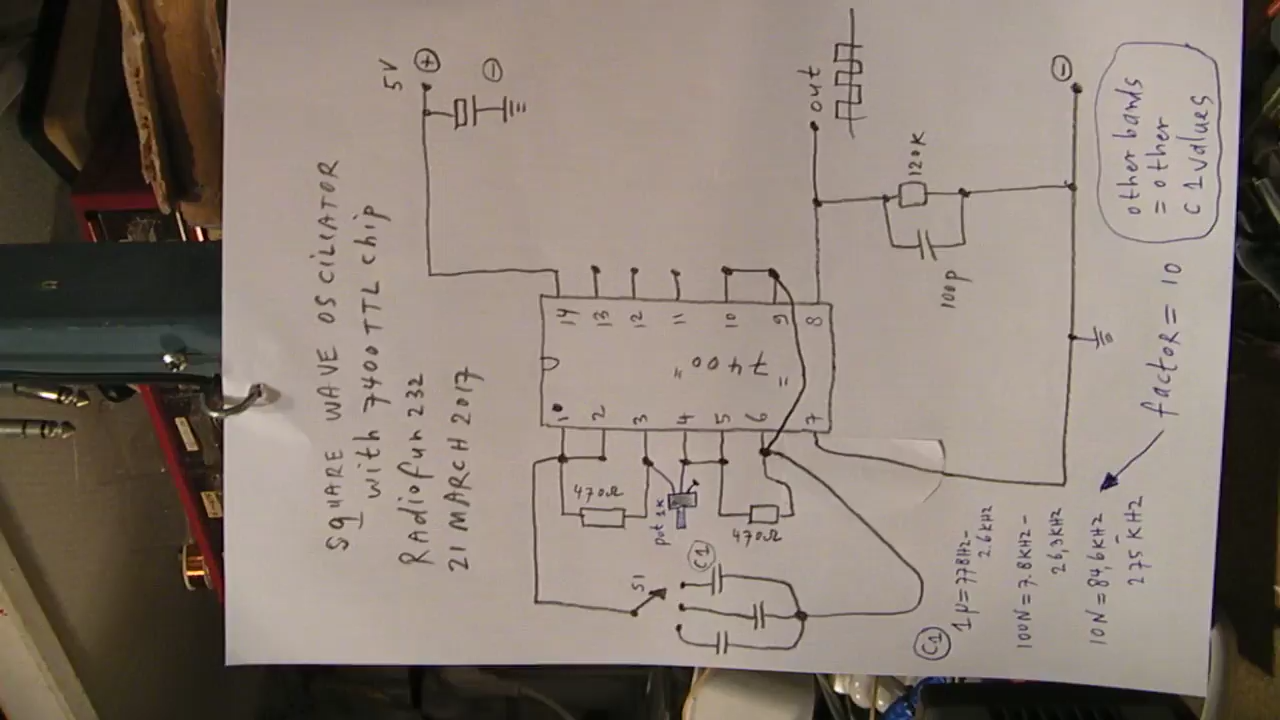 SQUARE WAVE OSCILLATOR
with 7400 TTL chip
Radiofun 232
21 MARCH 2017
5V + -
14 13 12 11 10 9 8
"7400"
1 2 3 4 5 6 7
470Ω
pot 1K
470Ω
S1
C1
out
120K
100p
-
C1
1µ=778HZ-
2.6KHZ
100N=7.8KHZ-
26,3KHZ
10N=84,6KHZ
275KHZ
factor=10
other bands
= other
C1 values